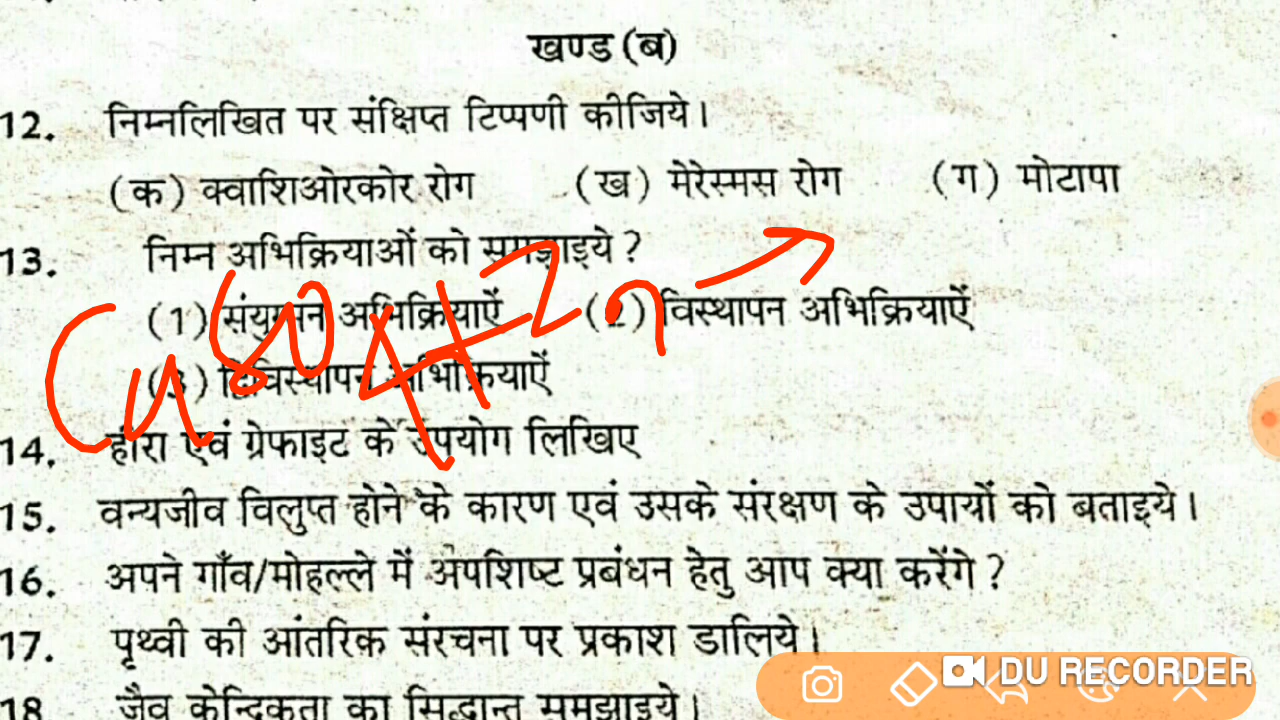 खण्ड (ब)
12. निम्नलिखित पर संक्षिप्त टिप्पणी कीजिये।
(क) क्वाशिओरकोर रोग (ख) मेरेस्मस रोग (ग) मोटापा
13. निम्न अभिक्रियाओं को समझाइये ?
(1) संयुग्मन अभिक्रियाऐं (2) विस्थापन अभिक्रियाऐं
CuSO4 + Zn →
(3) द्विविस्थापन अभिक्रियाऐं
14. हीरा एवं ग्रेफाइट के उपयोग लिखिए
15. वन्यजीव विलुप्त होने के कारण एवं उसके संरक्षण के उपायों को बताइये।
16. अपने गाँव/मोहल्ले में अपशिष्ट प्रबंधन हेतु आप क्या करेंगे ?
17. पृथ्वी की आंतरिक संरचना पर प्रकाश डालिये।
18 जैव केन्द्रिकता का सिद्धान्त समझाइये।
DU RECORDER